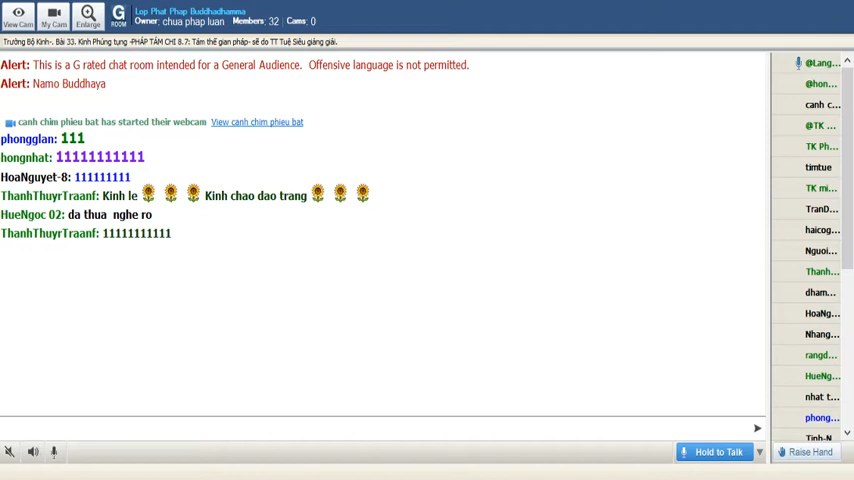 Lop Phat Phap Buddhadhamma
Owner: chua phap luan Members: 32 Cams: 0
View Cam My Cam Enlarge G ROOM
Trường Bộ Kinh-. Bài 33. Kinh Phúng tụng -PHÁP TÁM CHI 8.7: Tám thế gian pháp- sẽ do TT Tuệ Siêu giảng giải.
Alert: This is a G rated chat room intended for a General Audience. Offensive language is not permitted.
Alert: Namo Buddhaya
canh chim phieu bat has started their webcam View canh chim phieu bat
phongglan: 111
hongnhat: 11111111111
HoaNguyet-8: 111111111
ThanhThuyrTraanf: Kinh le Kinh chao dao trang
HueNgoc 02: da thua nghe ro
ThanhThuyrTraanf: 11111111111
@Lang...
@hon...
canh c...
@TK ...
TK Ph...
timtue
TK mi...
TranD...
haicog...
Nguoi...
Thanh...
dham...
HoaNg...
Nhang...
rangd...
HueNg...
nhat t...
phong...
Tinh-N
Hold to Talk
Raise Hand